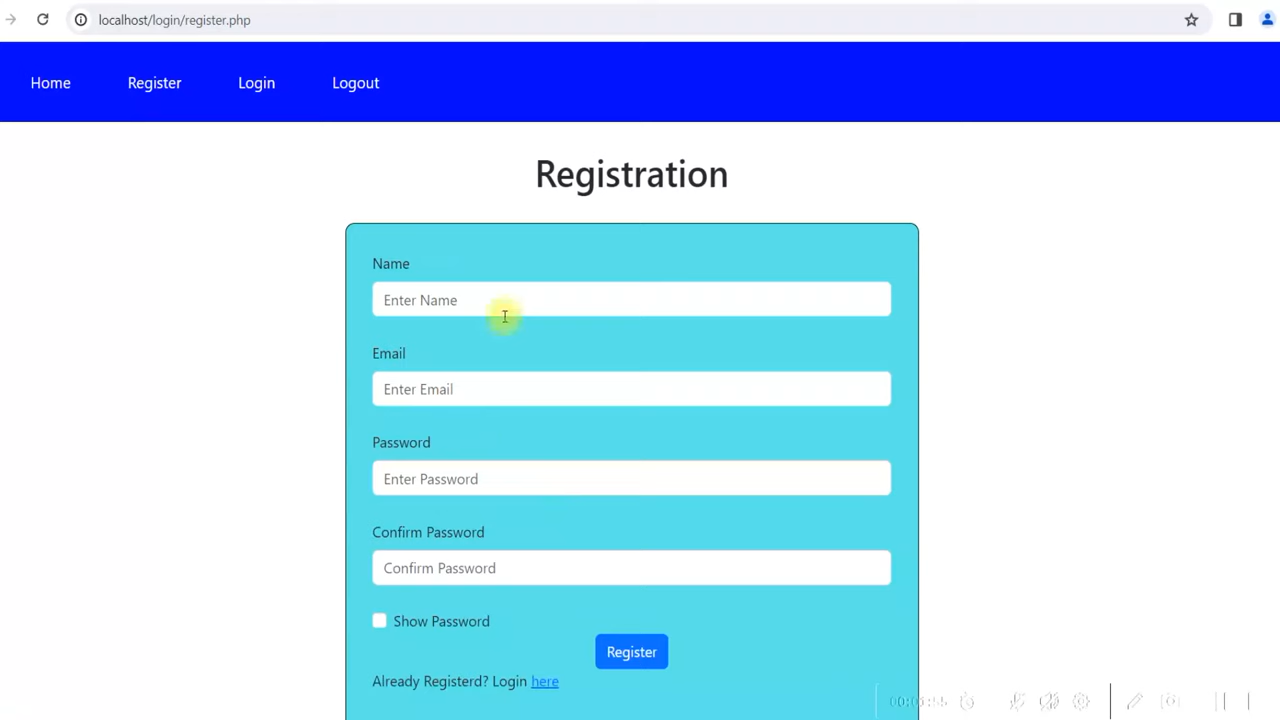 localhost/login/register.php
Home Register Login Logout
Registration
Name
Enter Name
Email
Enter Email
Password
Enter Password
Confirm Password
Confirm Password
Show Password
Register
Already Registerd? Login here